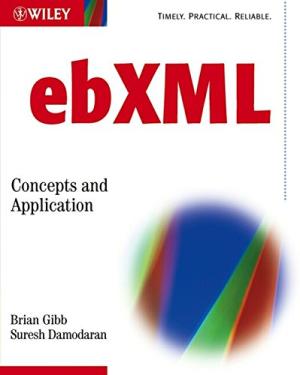 WILEY
TIMELY. PRACTICAL. RELIABLE.
ebXML
Concepts and
Application
Brian Gibb
Suresh Damodaran